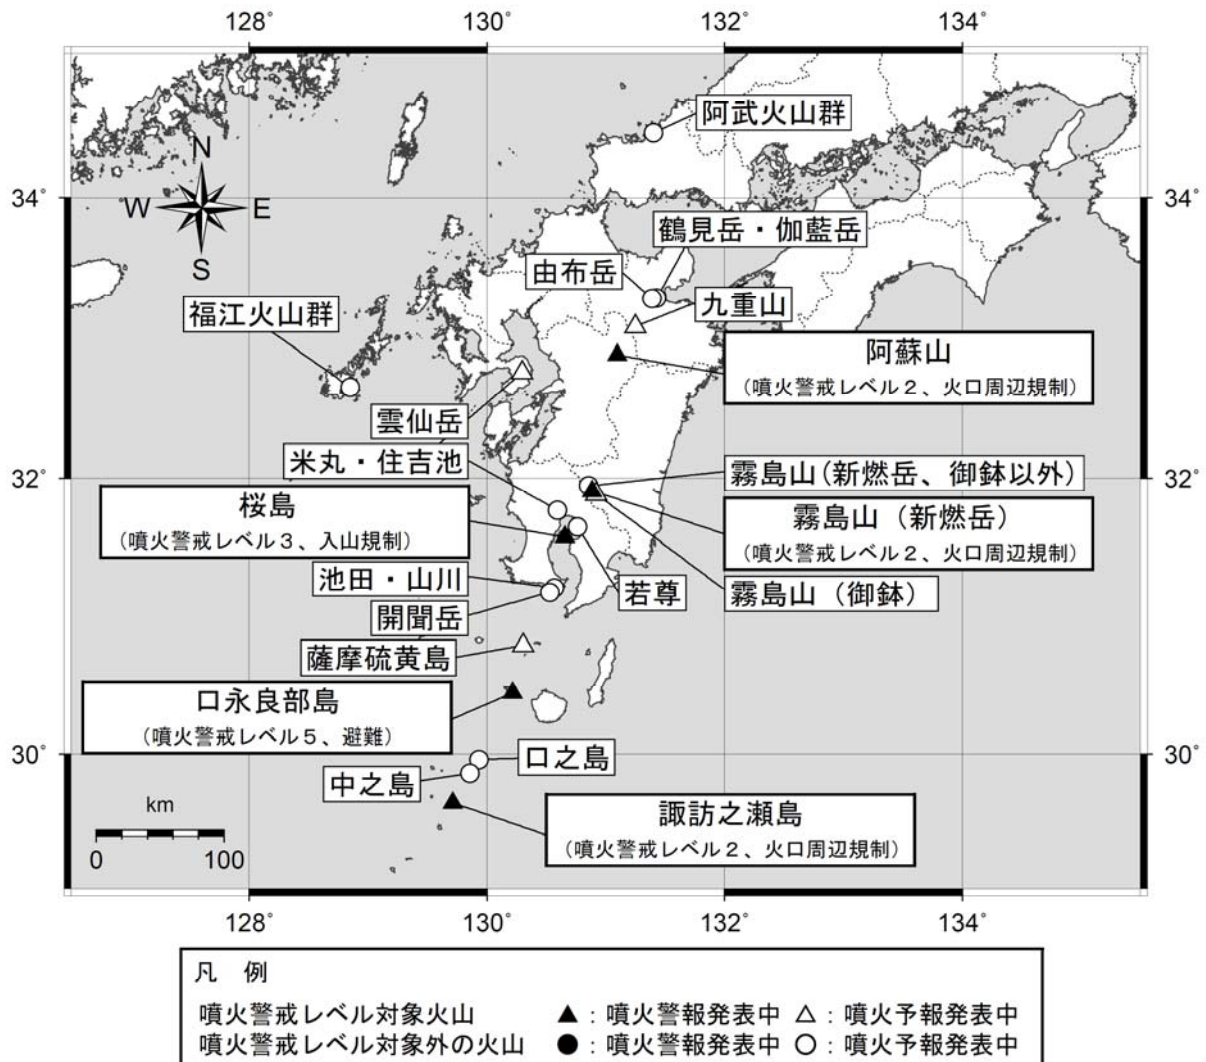 128° 130° 132° 134°
阿武火山群
N
34° 34°
W E
鶴見岳・伽藍岳
S
由布岳
九重山
福江火山群
阿蘇山
(噴火警戒レベル2、火口周辺規制)
雲仙岳
米丸・住吉池
霧島山(新燃岳、御鉢以外)
32° 32°
桜島
(噴火警戒レベル3、入山規制)
霧島山(新燃岳)
(噴火警戒レベル2、火口周辺規制)
池田・山川
若尊
霧島山(御鉢)
開聞岳
薩摩硫黄島
口永良部島
(噴火警戒レベル5、避難)
30° 30°
口之島
中之島
km
0 100
諏訪之瀬島
(噴火警戒レベル2、火口周辺規制)
128° 130° 132° 134°
凡 例
噴火警戒レベル対象火山 ▲:噴火警報発表中 △:噴火予報発表中
噴火警戒レベル対象外の火山 ●:噴火警報発表中 ○:噴火予報発表中